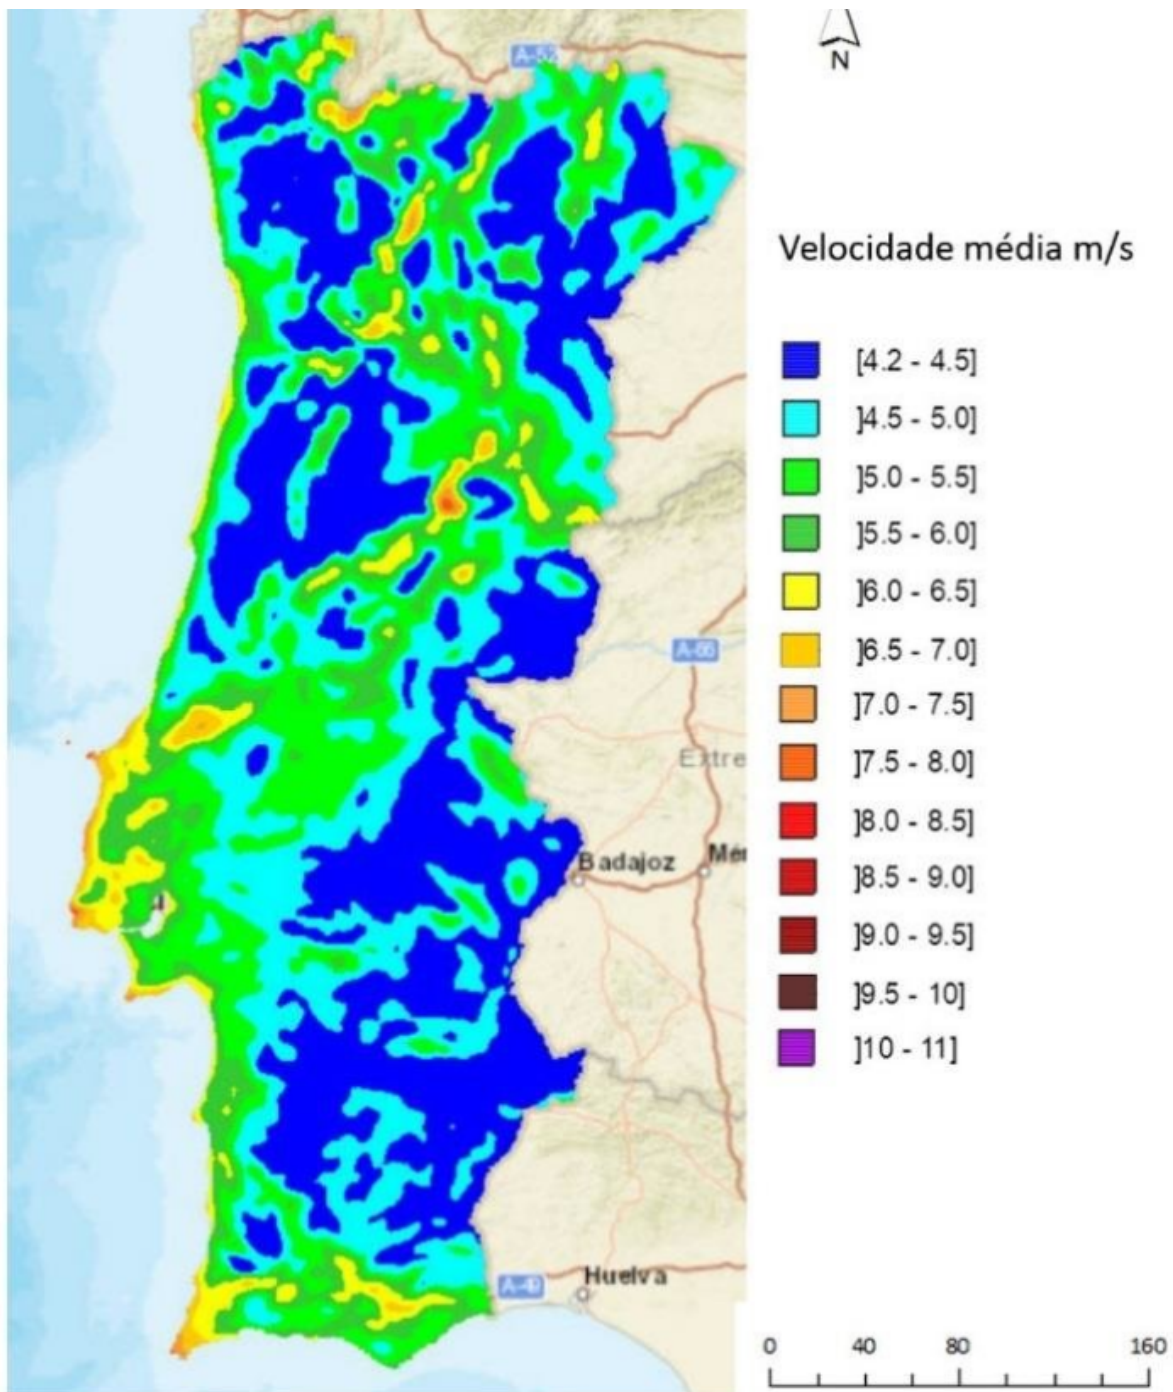 N
A-52
Velocidade média m/s
]4.2 - 4.5]
]4.5 - 5.0]
]5.0 - 5.5]
]5.5 - 6.0]
]6.0 - 6.5]
]6.5 - 7.0]
]7.0 - 7.5]
]7.5 - 8.0]
]8.0 - 8.5]
]8.5 - 9.0]
]9.0 - 9.5]
]9.5 - 10]
]10 - 11]
A-66
Extre
Badajoz
Mér
A-49
Huelva
0 40 80 160